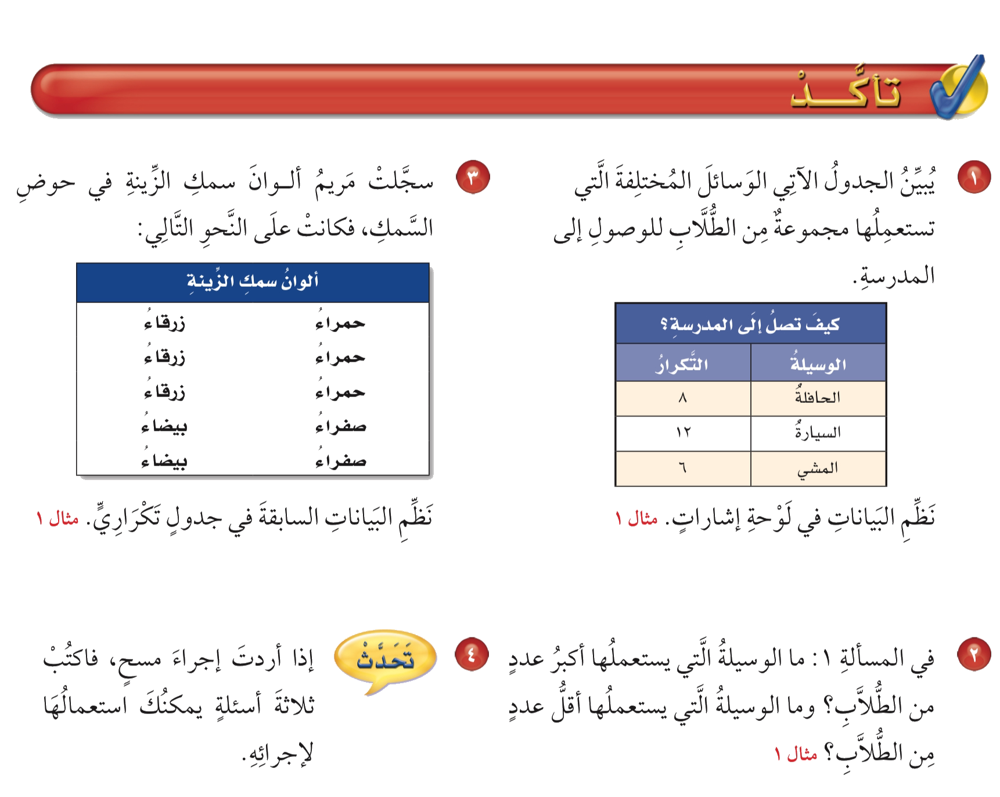 تأكَّدْ
١
يُبيِّنُ الجدولُ الآتِي الوَسائلَ المُختلِفةَ الَّتي
تستعمِلُها مجموعةٌ مِن الطُّلَّابِ للوصولِ إلى
المدرسةِ.
كيفَ تصلُ إلَى المدرسةِ؟
الوسيلةُ التَّكرارُ
الحافلةُ ٨
السيارةُ ١٢
المشي ٦
نَظِّمِ البَياناتِ في لَوْحةِ إشاراتٍ. مثال ١
٢
في المسألةِ ١: ما الوسيلةُ الَّتي يستعملُها أكبرُ عددٍ
من الطُّلاَّبِ؟ وما الوسيلةُ الَّتي يستعملُها أقلُّ عددٍ
مِن الطُّلاَّبِ؟ مثال ١
٣
سجَّلتْ مَريمُ ألـوانَ سمكِ الزِّينةِ في حوضِ
السَّمكِ، فكانتْ علَى النَّحوِ التَّالِي:
ألوانُ سمكِ الزِّينةِ
حمراءُ زرقاءُ
حمراءُ زرقاءُ
حمراءُ زرقاءُ
صفراءُ بيضاءُ
صفراءُ بيضاءُ
نَظِّمِ البَياناتِ السابقةَ في جدولٍ تَكْرَارِيٍّ. مثال ١
٤
تَحَدَّثْ
إذا أردتَ إجراءَ مسحٍ، فاكتُبْ
ثلاثةَ أسئلةٍ يمكنُكَ استعمالُهَا
لإجرائِهِ.